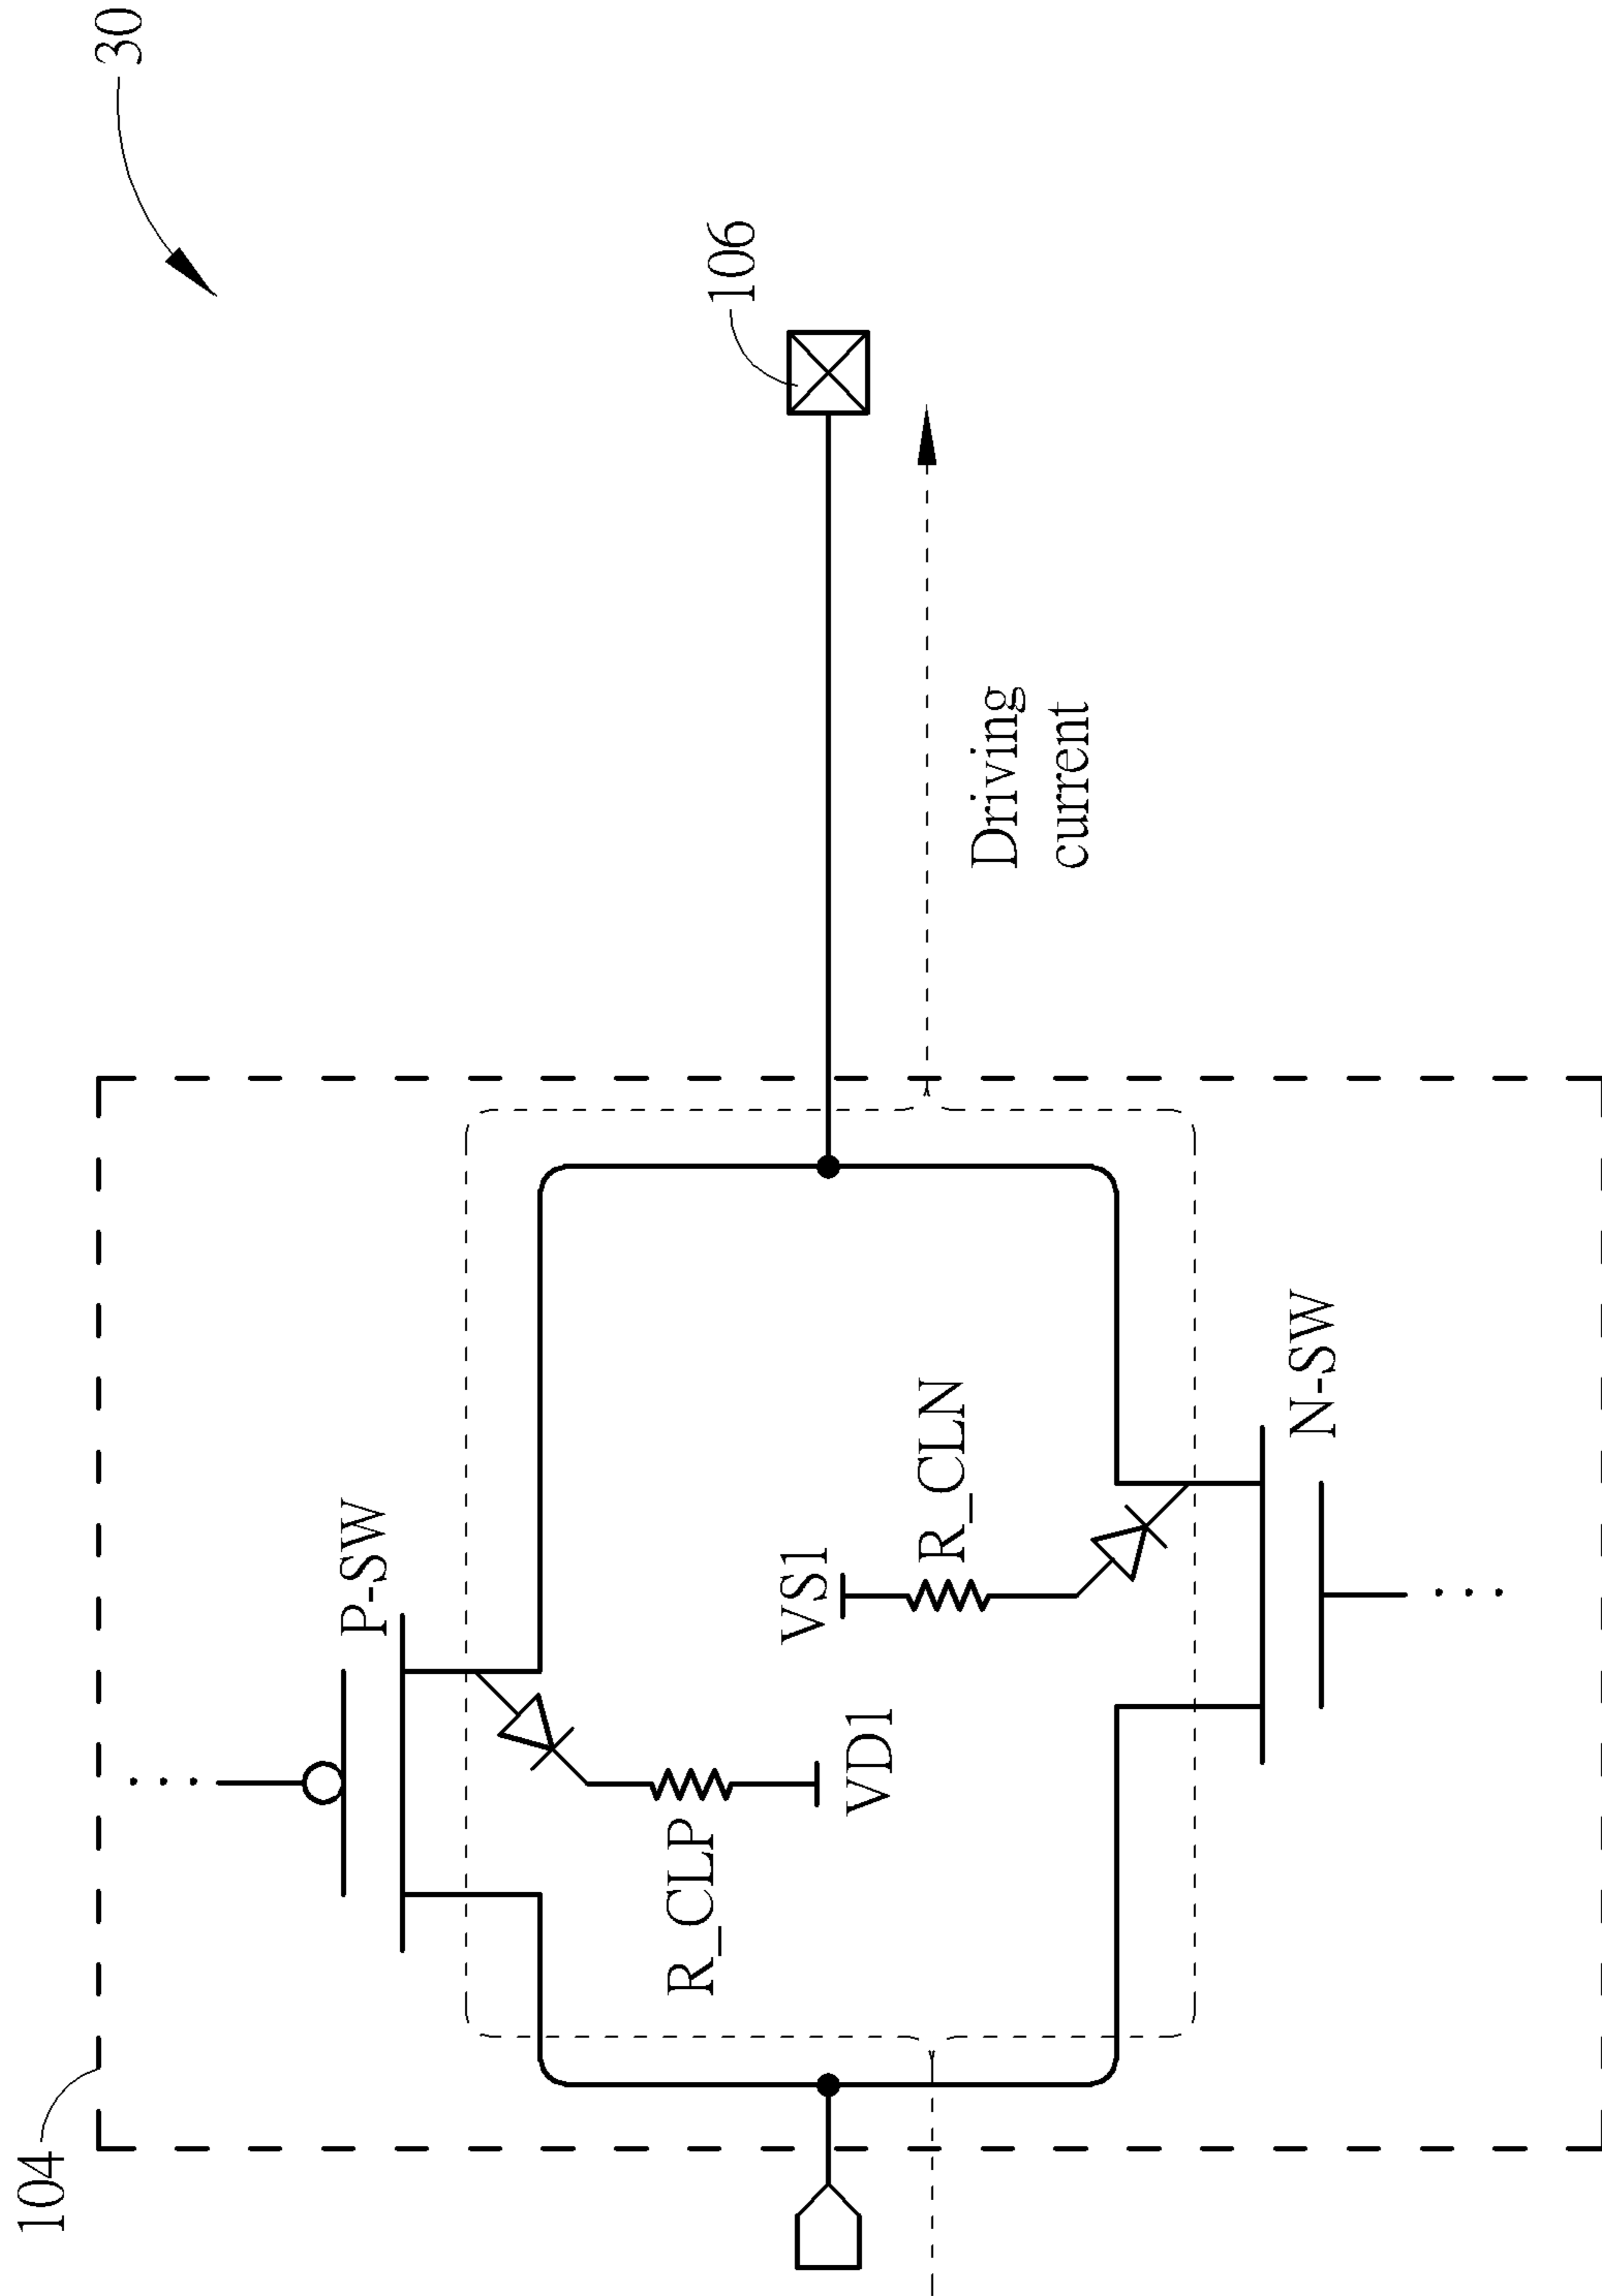 30
104
P-SW
106
R_CLP
VD1
VS1
R_CLN
Driving
current
N-SW